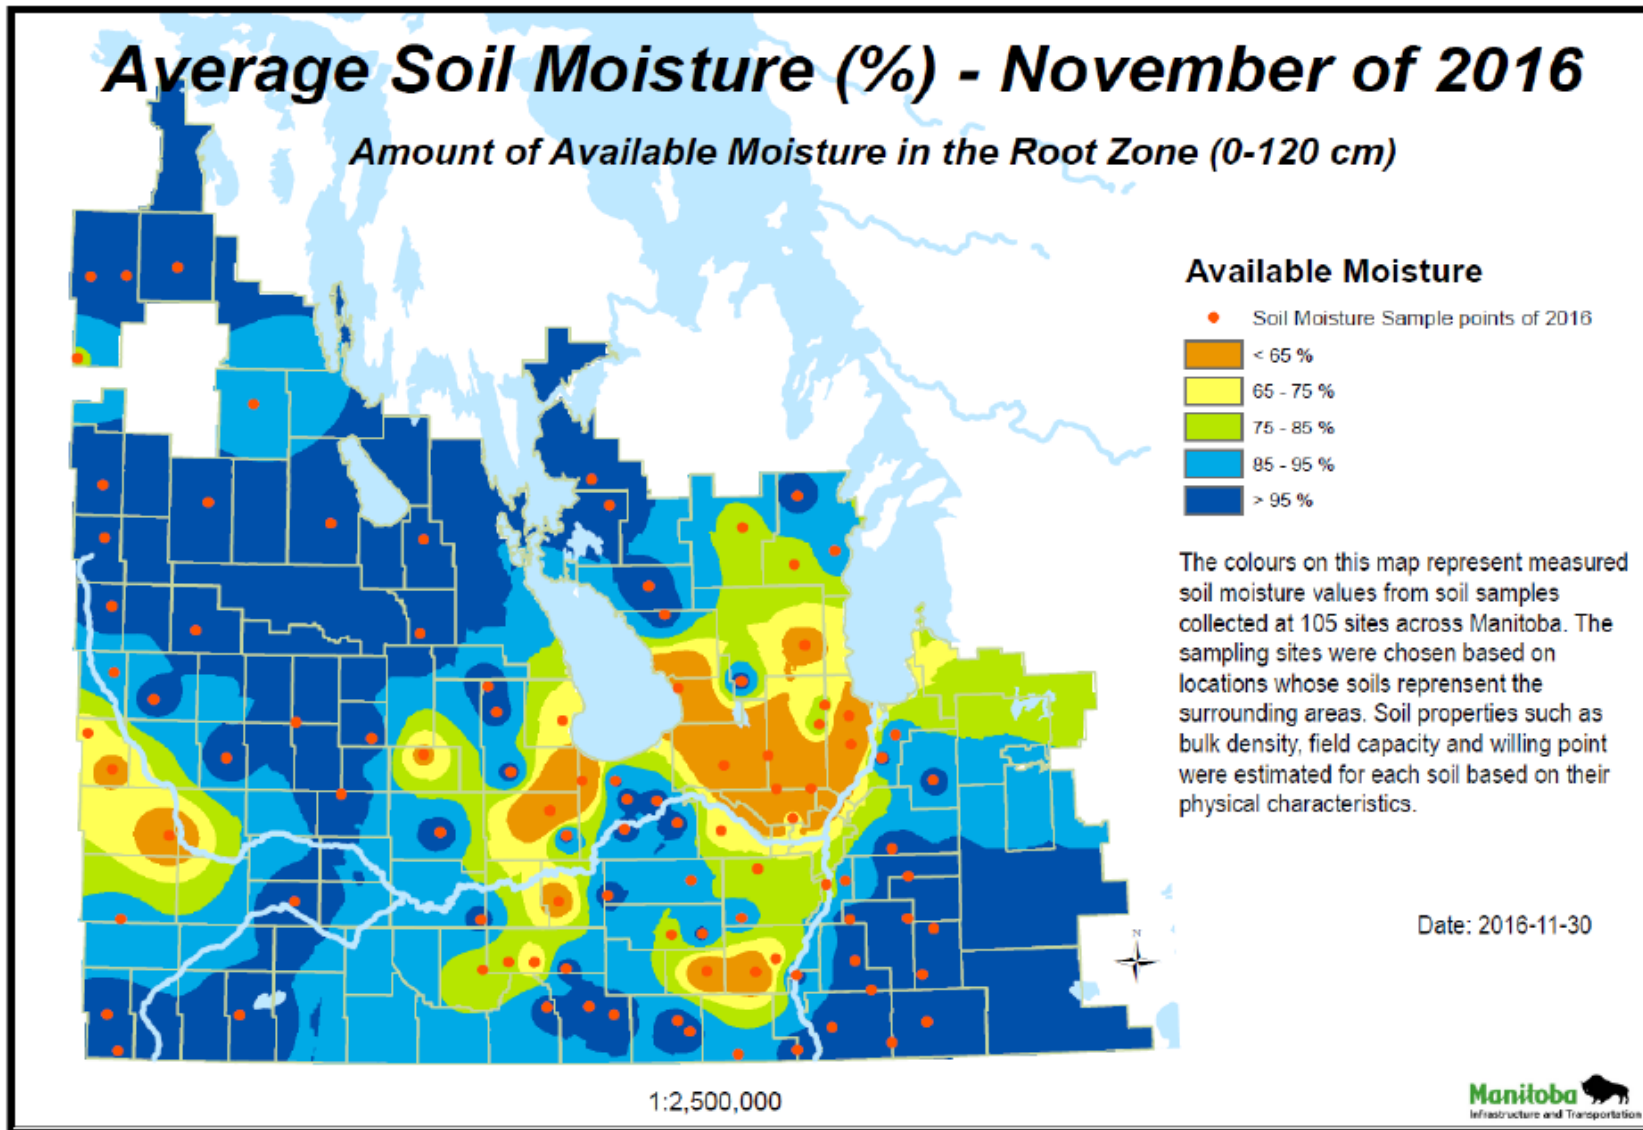 Average Soil Moisture (%) - November of 2016
Amount of Available Moisture in the Root Zone (0-120 cm)
Available Moisture
Soil Moisture Sample points of 2016
< 65 %
65 - 75 %
75 - 85 %
85 - 95 %
> 95 %
The colours on this map represent measured
soil moisture values from soil samples
collected at 105 sites across Manitoba. The
sampling sites were chosen based on
locations whose soils reprensent the
surrounding areas. Soil properties such as
bulk density, field capacity and willing point
were estimated for each soil based on their
physical characteristics.
Date: 2016-11-30
N
1:2,500,000
Manitoba
Infrastructure and Transportation